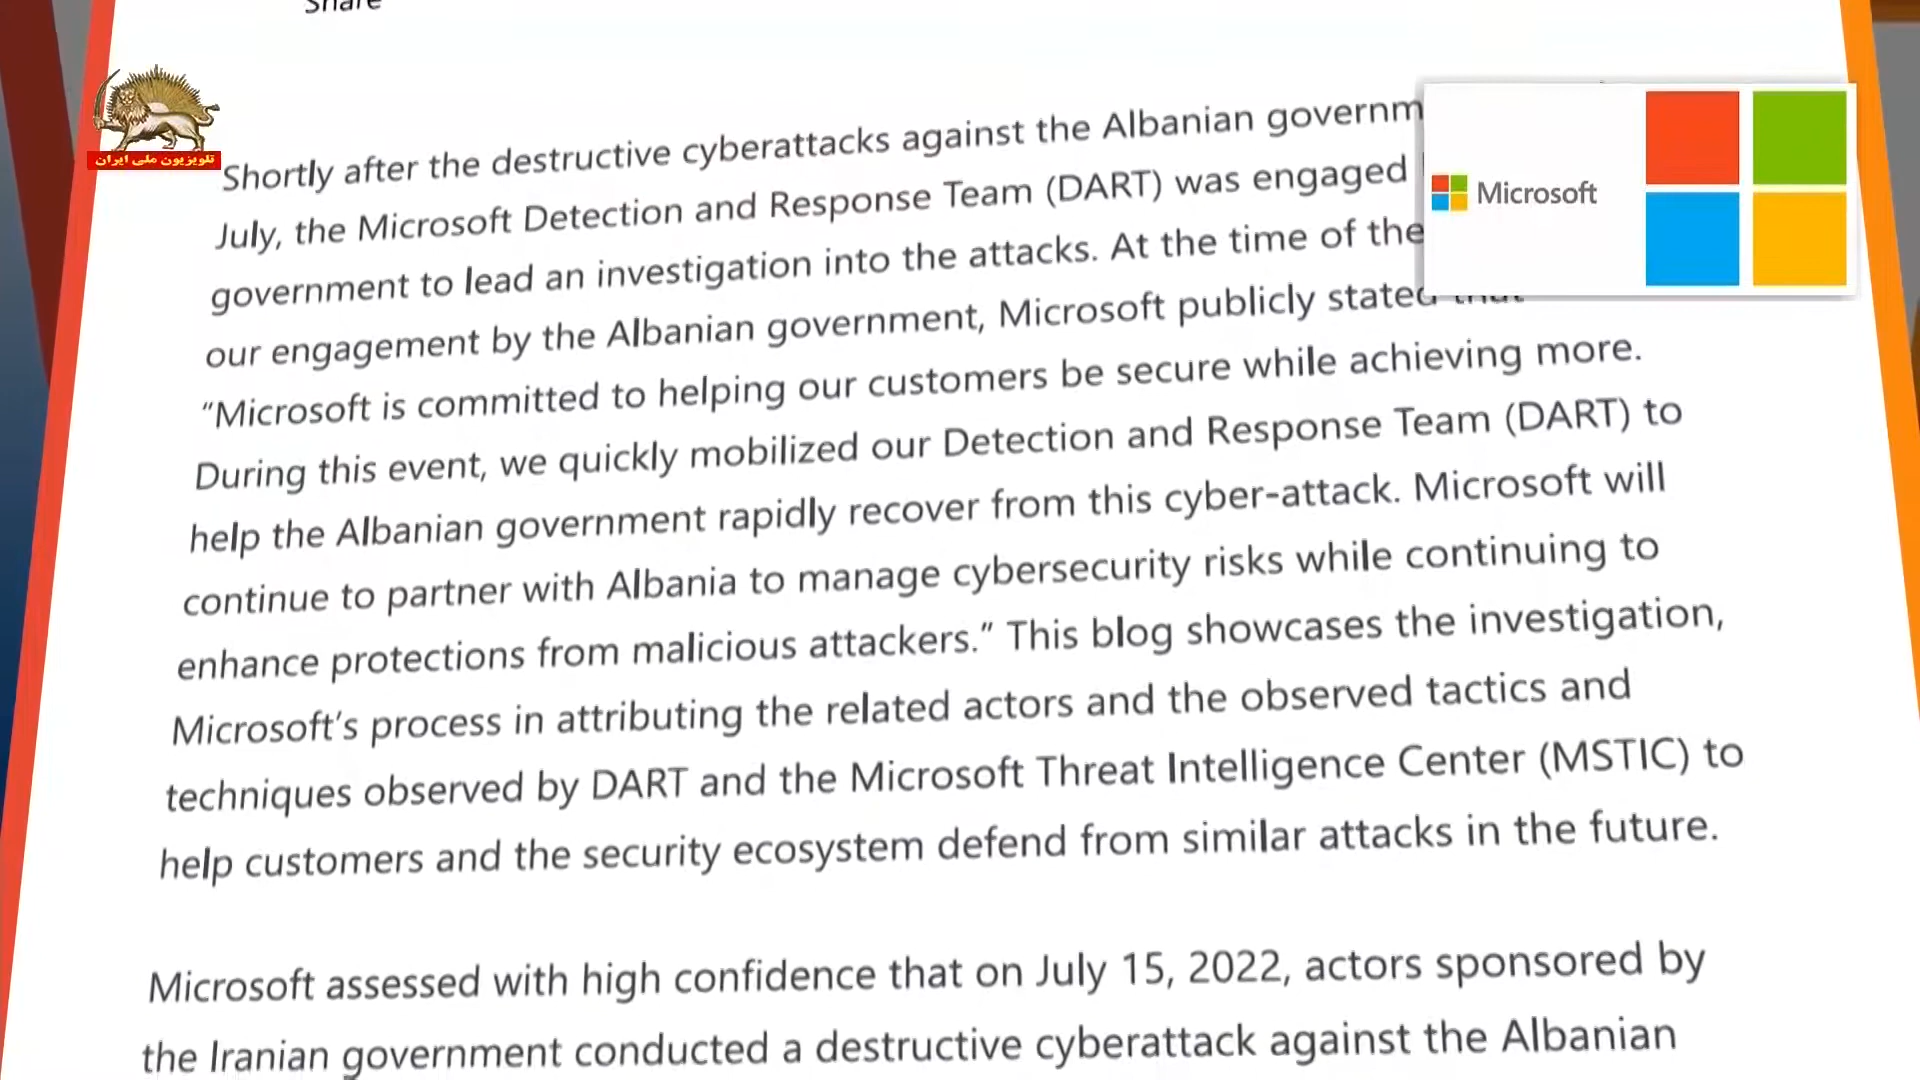 Share
تلویزیون ملی ایران
Microsoft
Shortly after the destructive cyberattacks against the Albanian governm
July, the Microsoft Detection and Response Team (DART) was engaged
government to lead an investigation into the attacks. At the time of the
our engagement by the Albanian government, Microsoft publicly stated that
“Microsoft is committed to helping our customers be secure while achieving more.
During this event, we quickly mobilized our Detection and Response Team (DART) to
help the Albanian government rapidly recover from this cyber-attack. Microsoft will
continue to partner with Albania to manage cybersecurity risks while continuing to
enhance protections from malicious attackers.” This blog showcases the investigation,
Microsoft’s process in attributing the related actors and the observed tactics and
techniques observed by DART and the Microsoft Threat Intelligence Center (MSTIC) to
help customers and the security ecosystem defend from similar attacks in the future.
Microsoft assessed with high confidence that on July 15, 2022, actors sponsored by
the Iranian government conducted a destructive cyberattack against the Albanian